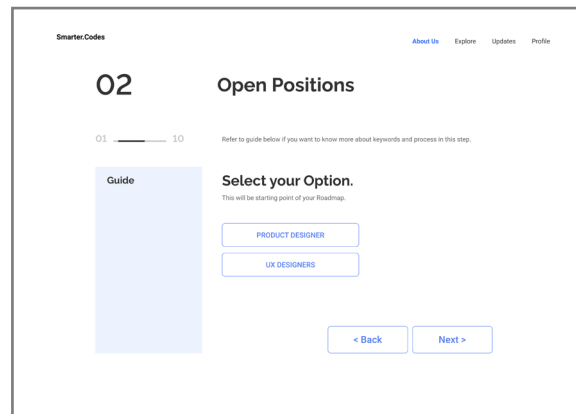 Smarter.Codes
About Us Explore Updates Profile
02 Open Positions
01 10
Refer to guide below if you want to know more about keywords and process in this step.
Guide
Select your Option.
This will be starting point of your Roadmap.
PRODUCT DESIGNER
UX DESIGNERS
< Back Next >